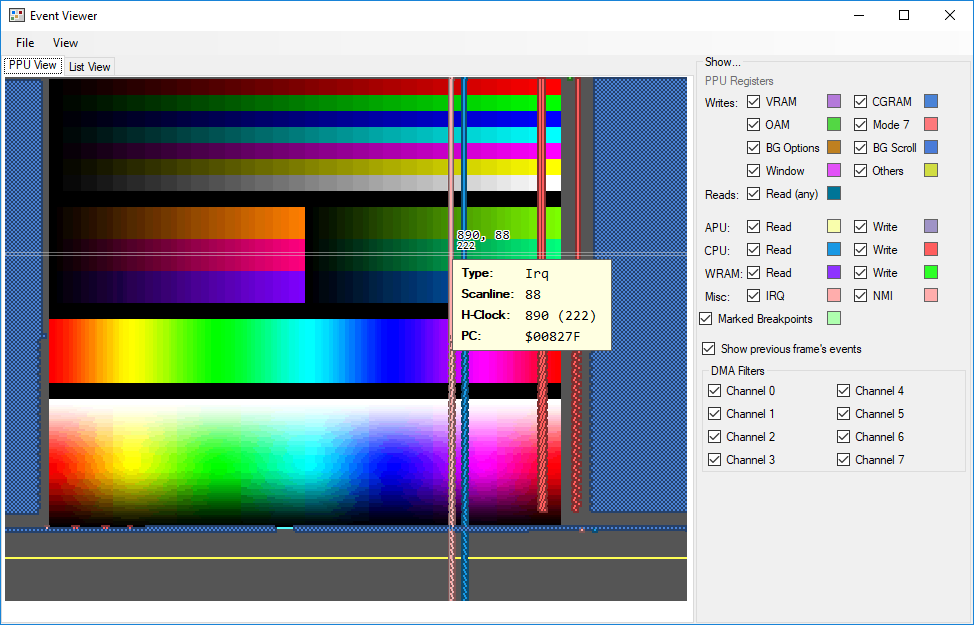 Event Viewer
File View
PPU View List View
890, 88
222
Type: Irq
Scanline: 88
H-Clock: 890 (222)
PC: $00827F
Show...
PPU Registers
Writes: VRAM CGRAM
OAM Mode 7
BG Options BG Scroll
Window Others
Reads: Read (any)
APU: Read Write
CPU: Read Write
WRAM: Read Write
Misc: IRQ NMI
Marked Breakpoints
Show previous frame's events
DMA Filters
Channel 0 Channel 4
Channel 1 Channel 5
Channel 2 Channel 6
Channel 3 Channel 7